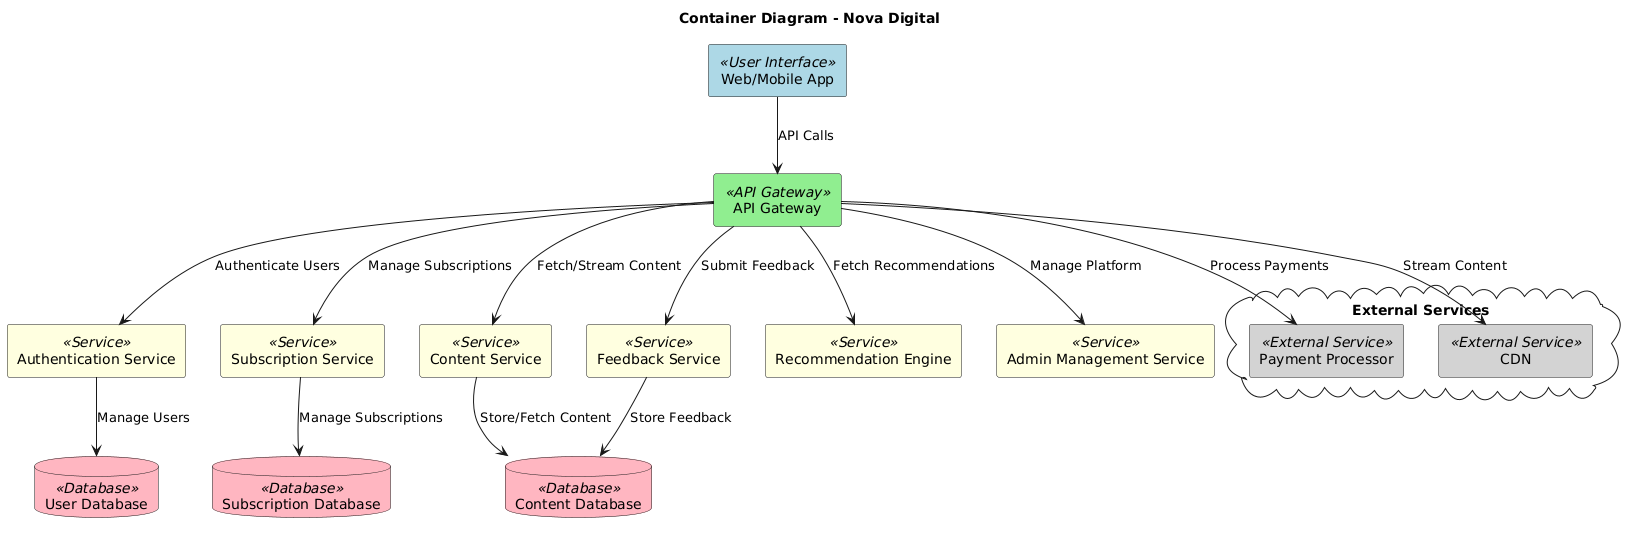 Container Diagram - Nova Digital
«User Interface»
Web/Mobile App
API Calls
«API Gateway»
API Gateway
Authenticate Users
Manage Subscriptions
Fetch/Stream Content
Submit Feedback
Fetch Recommendations
Manage Platform
Process Payments
Stream Content
External Services
«Service»
Authentication Service
«Service»
Subscription Service
«Service»
Content Service
«Service»
Feedback Service
«Service»
Recommendation Engine
«Service»
Admin Management Service
«External Service»
Payment Processor
«External Service»
CDN
Manage Users
Manage Subscriptions
Store/Fetch Content
Store Feedback
«Database»
User Database
«Database»
Subscription Database
«Database»
Content Database